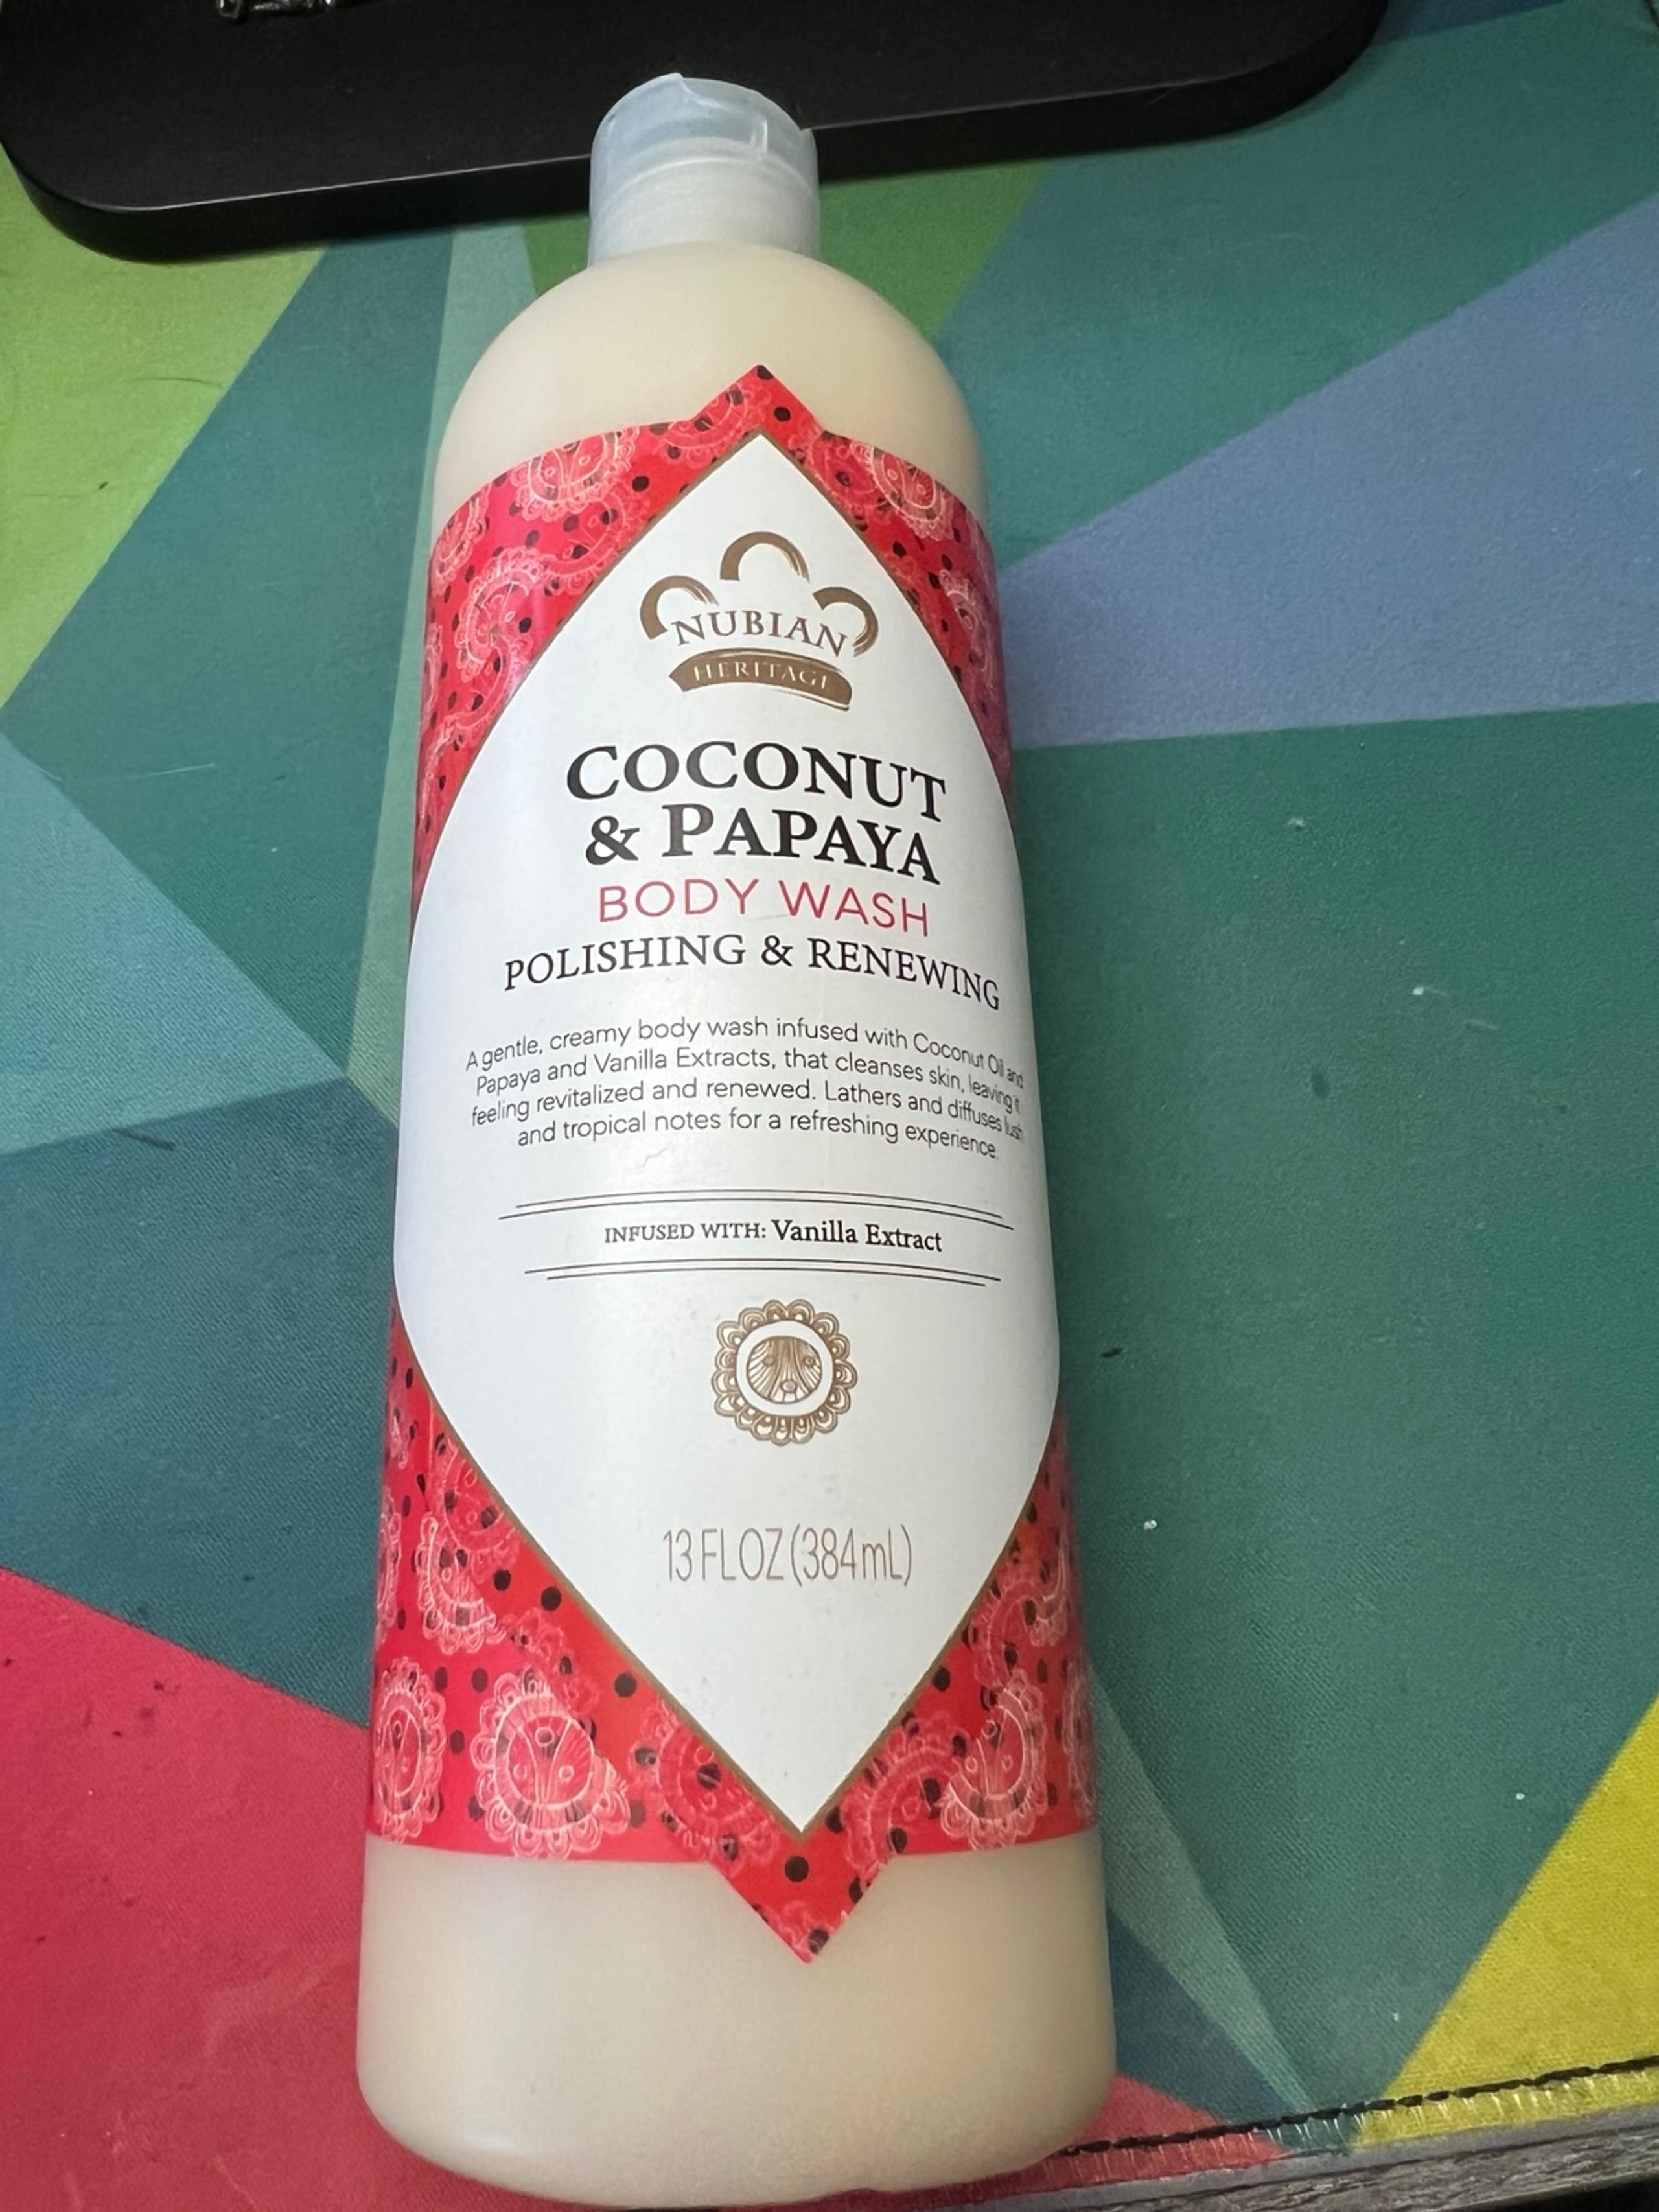 NUBIAN
HERITAGE
COCONUT
& PAPAYA
BODY WASH
POLISHING & RENEWING
A gentle, creamy body wash infused with Coconut Oil and
Papaya and Vanilla Extracts, that cleanses skin, leaving it
feeling revitalized and renewed. Lathers and diffuses lush
and tropical notes for a refreshing experience.
INFUSED WITH: Vanilla Extract
13 FL OZ (384 mL)